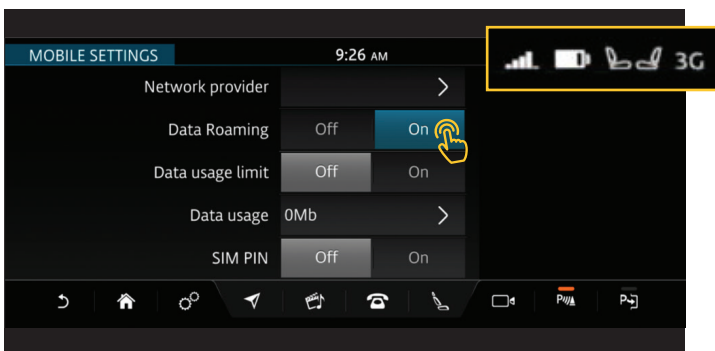 MOBILE SETTINGS
9:26 AM
3G
Network provider
Data Roaming Off On
Data usage limit Off On
Data usage 0Mb
SIM PIN Off On
P
P